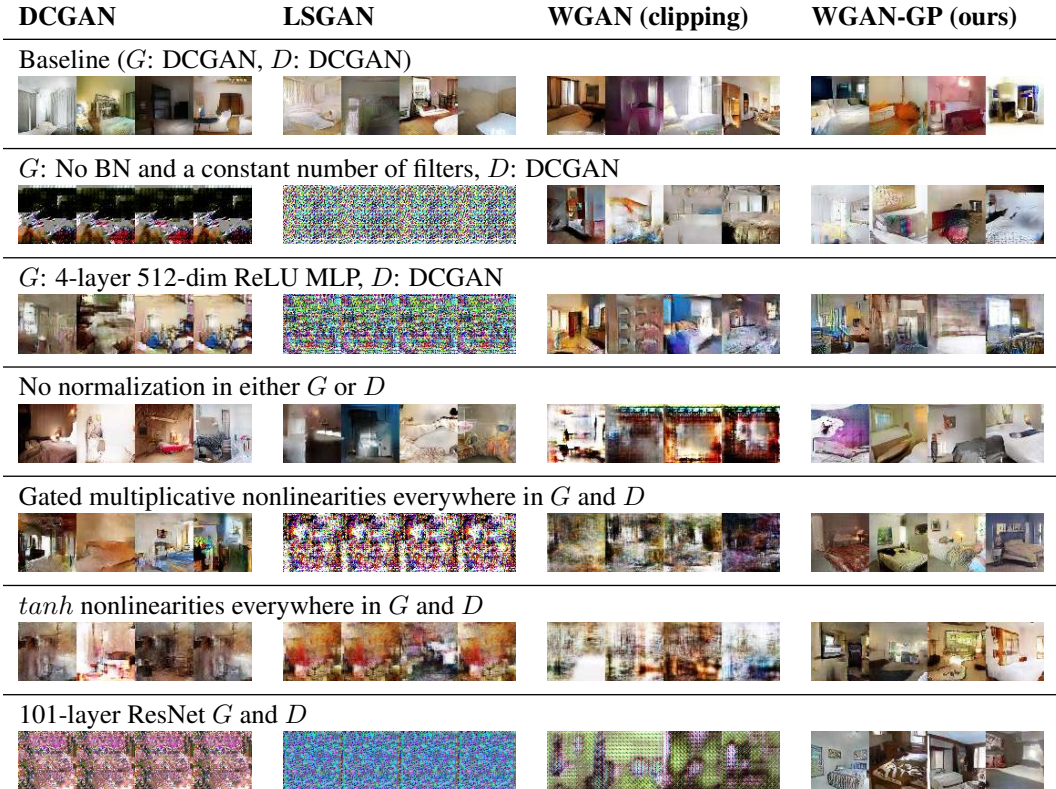 DCGAN LSGAN WGAN (clipping) WGAN-GP (ours)
Baseline (G: DCGAN, D: DCGAN)
G: No BN and a constant number of filters, D: DCGAN
G: 4-layer 512-dim ReLU MLP, D: DCGAN
No normalization in either G or D
Gated multiplicative nonlinearities everywhere in G and D
tanh nonlinearities everywhere in G and D
101-layer ResNet G and D